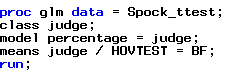 proc glm data = Spock_ttest;
class judge;
model percentage = judge;
means judge / HOVTEST = BF;
run;